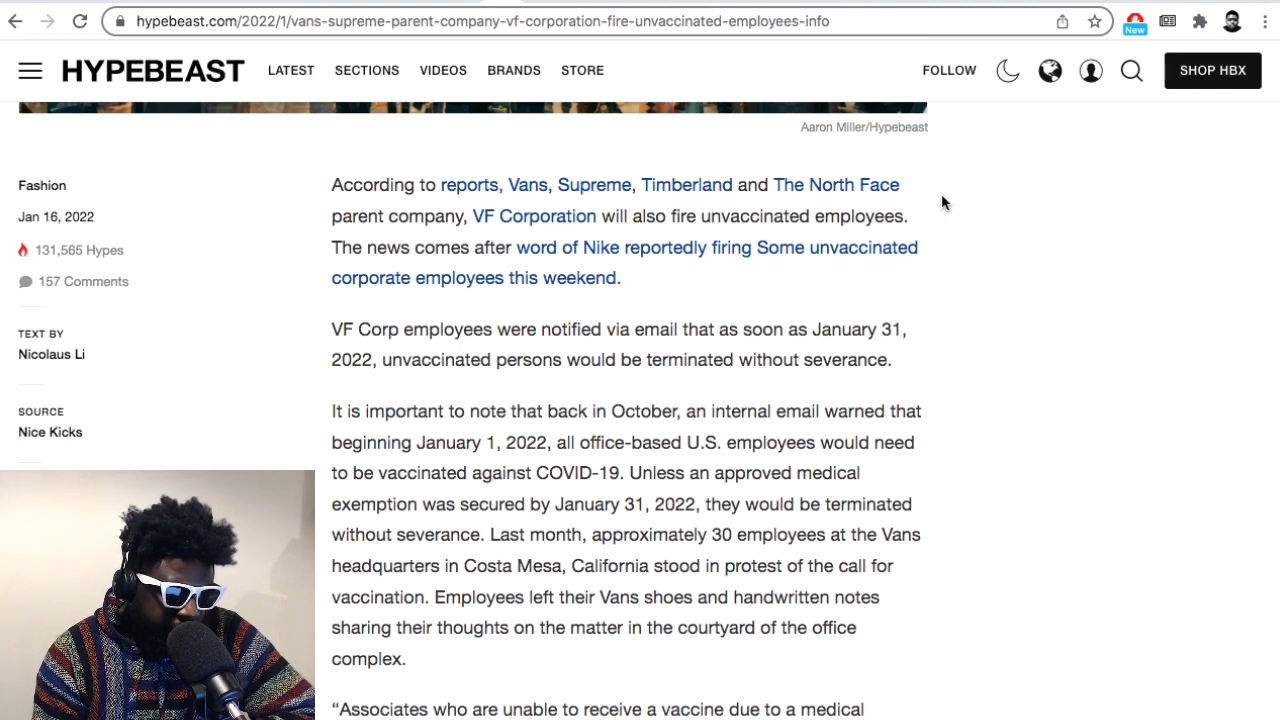 hypebeast.com/2022/1/vans-supreme-parent-company-vf-corporation-fire-unvaccinated-employees-info
New
HYPEBEAST
LATEST
SECTIONS
VIDEOS
BRANDS
STORE
FOLLOW
SHOP HBX
Aaron Miller/Hypebeast
Fashion
Jan 16, 2022
131,565 Hypes
157 Comments
TEXT BY
Nicolaus Li
SOURCE
Nice Kicks
According to reports, Vans, Supreme, Timberland and The North Face
parent company, VF Corporation will also fire unvaccinated employees.
The news comes after word of Nike reportedly firing Some unvaccinated
corporate employees this weekend.
VF Corp employees were notified via email that as soon as January 31,
2022, unvaccinated persons would be terminated without severance.
It is important to note that back in October, an internal email warned that
beginning January 1, 2022, all office-based U.S. employees would need
to be vaccinated against COVID-19. Unless an approved medical
exemption was secured by January 31, 2022, they would be terminated
without severance. Last month, approximately 30 employees at the Vans
headquarters in Costa Mesa, California stood in protest of the call for
vaccination. Employees left their Vans shoes and handwritten notes
sharing their thoughts on the matter in the courtyard of the office
complex.
“Associates who are unable to receive a vaccine due to a medical